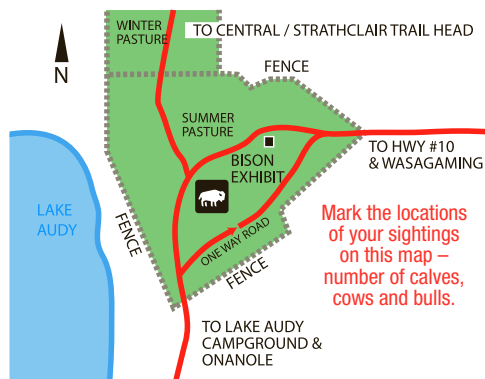 WINTER
PASTURE
TO CENTRAL / STRATHCLAIR TRAIL HEAD
N
FENCE
SUMMER
PASTURE
BISON
EXHIBIT
TO HWY #10
& WASAGAMING
LAKE
AUDY
FENCE
ONE WAY ROAD
FENCE
Mark the locations
of your sightings
on this map –
number of calves,
cows and bulls.
TO LAKE AUDY
CAMPGROUND &
ONANOLE